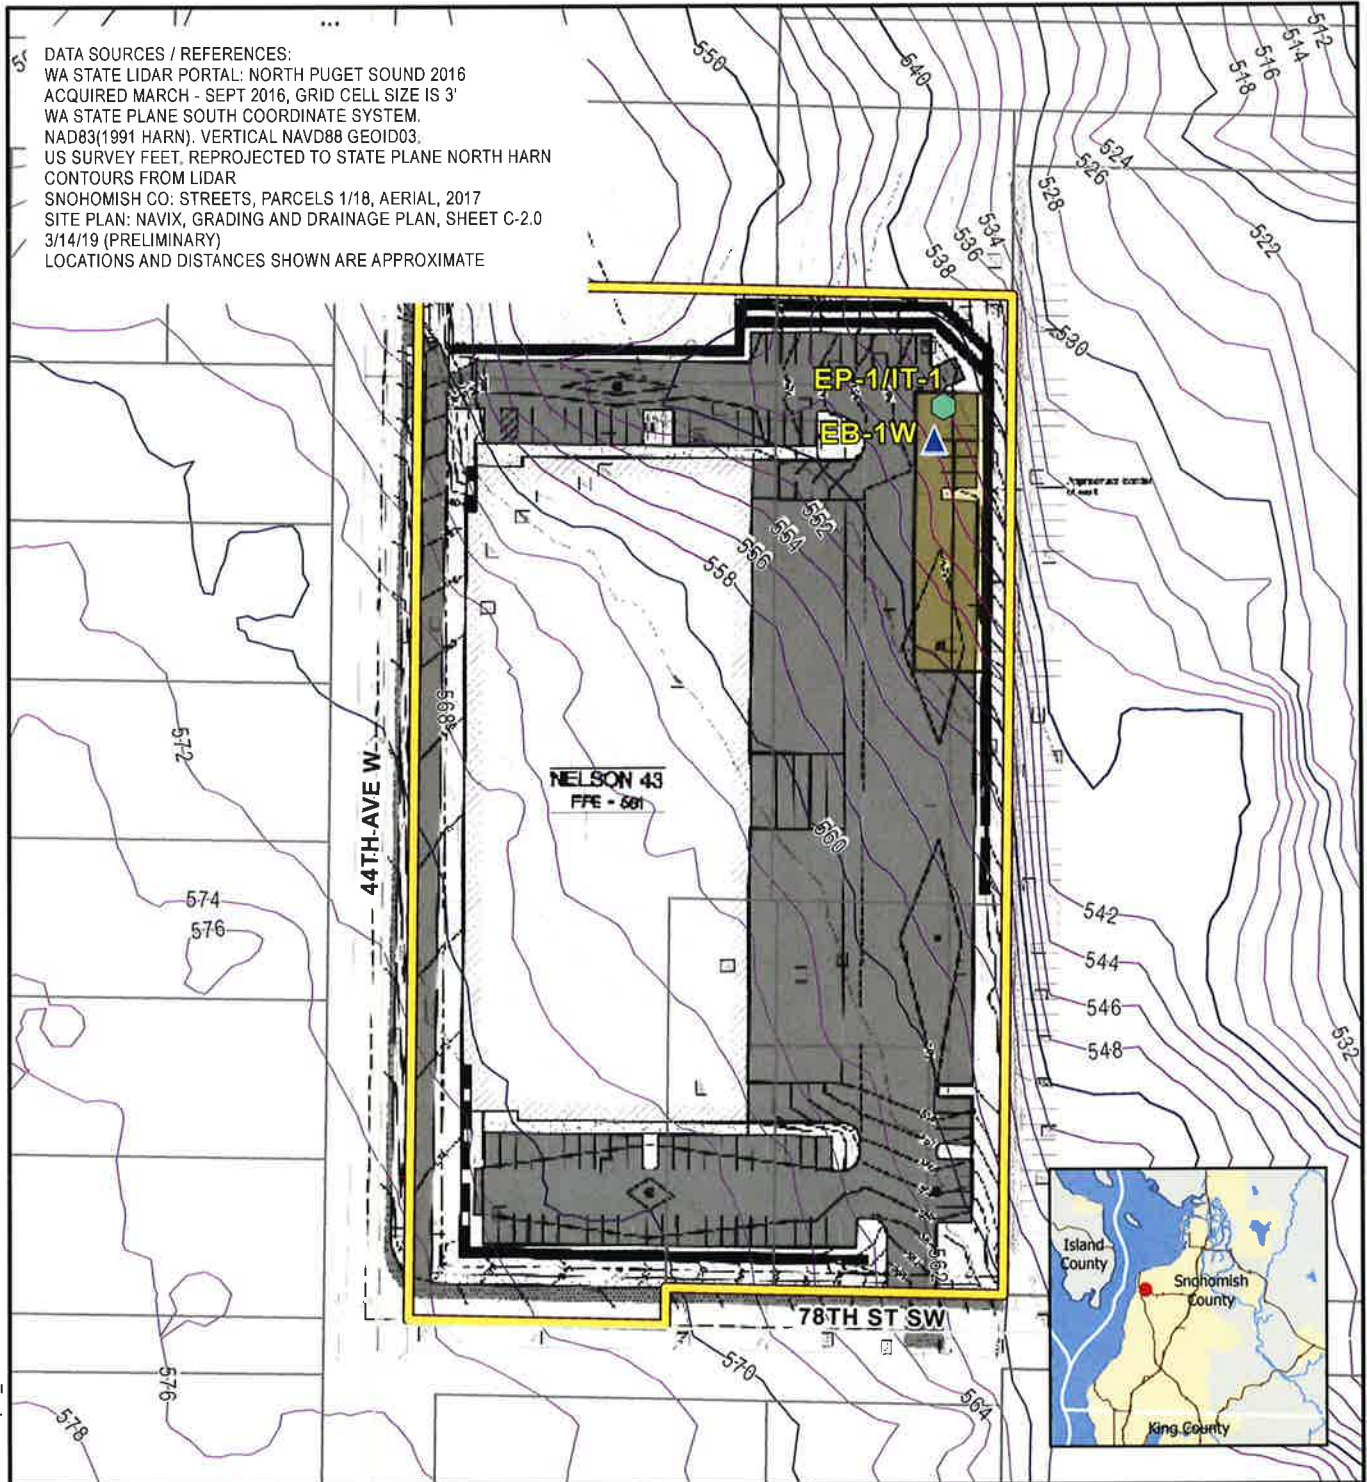 DATA SOURCES / REFERENCES:
WA STATE LIDAR PORTAL: NORTH PUGET SOUND 2016
ACQUIRED MARCH - SEPT 2016, GRID CELL SIZE IS 3'
WA STATE PLANE SOUTH COORDINATE SYSTEM.
NAD83(1991 HARN). VERTICAL NAVD88 GEOID03.
US SURVEY FEET. REPROJECTED TO STATE PLANE NORTH HARN
CONTOURS FROM LIDAR
SNOHOMISH CO: STREETS, PARCELS 1/18, AERIAL, 2017
SITE PLAN: NAVIX, GRADING AND DRAINAGE PLAN, SHEET C-2.0
3/14/19 (PRELIMINARY)
LOCATIONS AND DISTANCES SHOWN ARE APPROXIMATE
550
540
512
514
516
518
524
526
528
522
534
536
538
530
EP-1/IT-1
EB-1W
552
554
556
558
568
572
NELSON 43
44TH AVE W
560
574
576
542
544
546
548
532
562
78TH ST SW
570
564
576
578
Island
County
Snohomish
County
King County